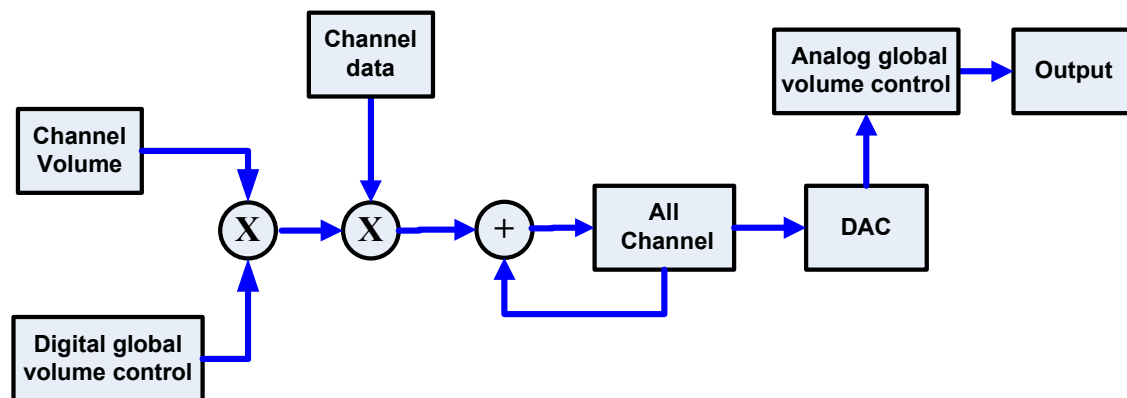 Channel
data
Analog global
volume control
Output
Channel
Volume
X
X
+
All
Channel
DAC
Digital global
volume control